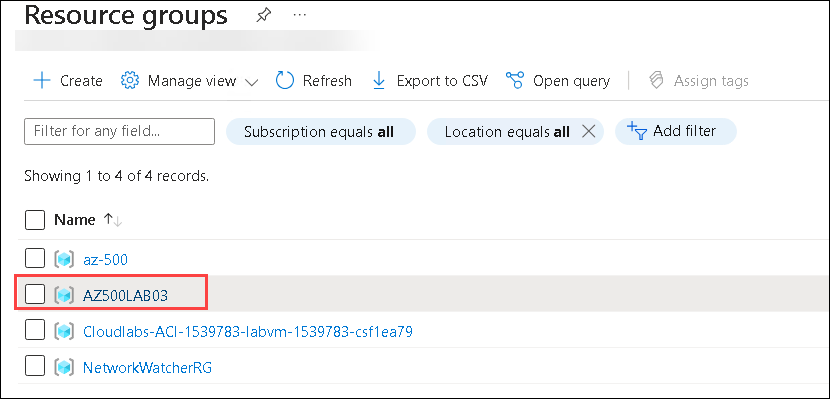 Resource groups
Create Manage view Refresh Export to CSV Open query Assign tags
Filter for any field... Subscription equals all Location equals all Add filter
Showing 1 to 4 of 4 records.
Name
az-500
AZ500LAB03
Cloudlabs-ACI-1539783-labvm-1539783-csf1ea79
NetworkWatcherRG